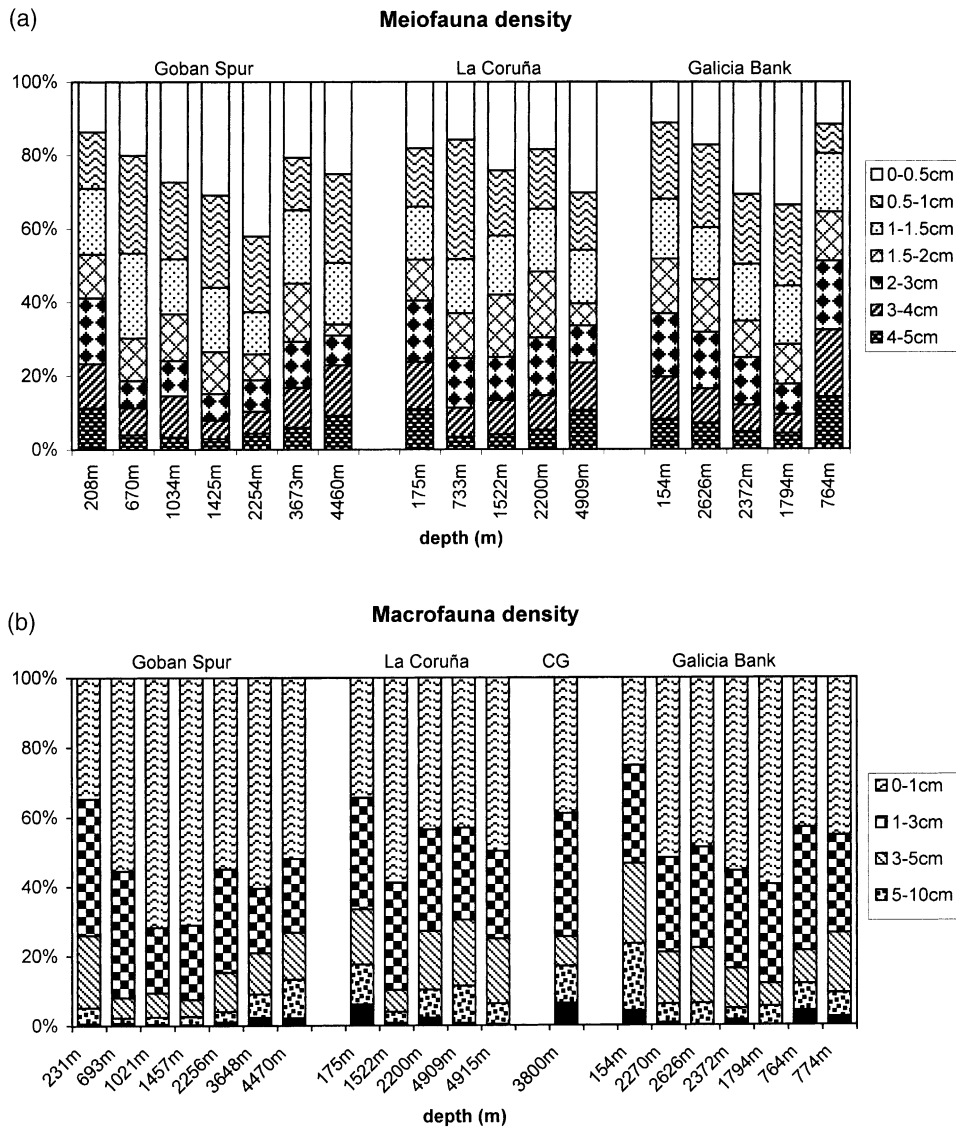 (a)
Meiofauna density
Goban Spur
La Coruña
Galicia Bank
100%
80%
60%
40%
20%
0%
208m
670m
1034m
1425m
2254m
3673m
4460m
175m
733m
1522m
2200m
4909m
154m
2626m
2372m
1794m
764m
depth (m)
0-0.5cm
0.5-1cm
1-1.5cm
1.5-2cm
2-3cm
3-4cm
4-5cm
(b)
Macrofauna density
Goban Spur
La Coruña
CG
Galicia Bank
100%
80%
60%
40%
20%
0%
231m
693m
1021m
1457m
2256m
3648m
4470m
175m
1522m
2200m
4909m
4915m
3800m
154m
2270m
2626m
2372m
1794m
764m
774m
depth (m)
0-1cm
1-3cm
3-5cm
5-10cm